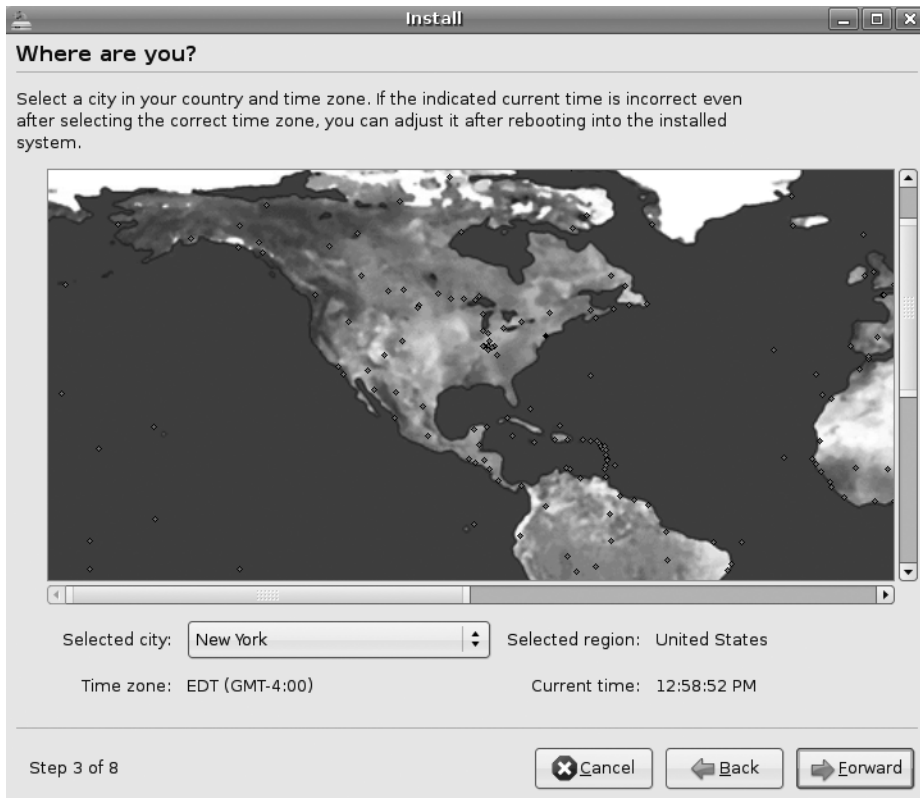 Install
Where are you?
Select a city in your country and time zone. If the indicated current time is incorrect even
after selecting the correct time zone, you can adjust it after rebooting into the installed
system.
Selected city: New York Selected region: United States
Time zone: EDT (GMT-4:00) Current time: 12:58:52 PM
Step 3 of 8 Cancel Back Forward